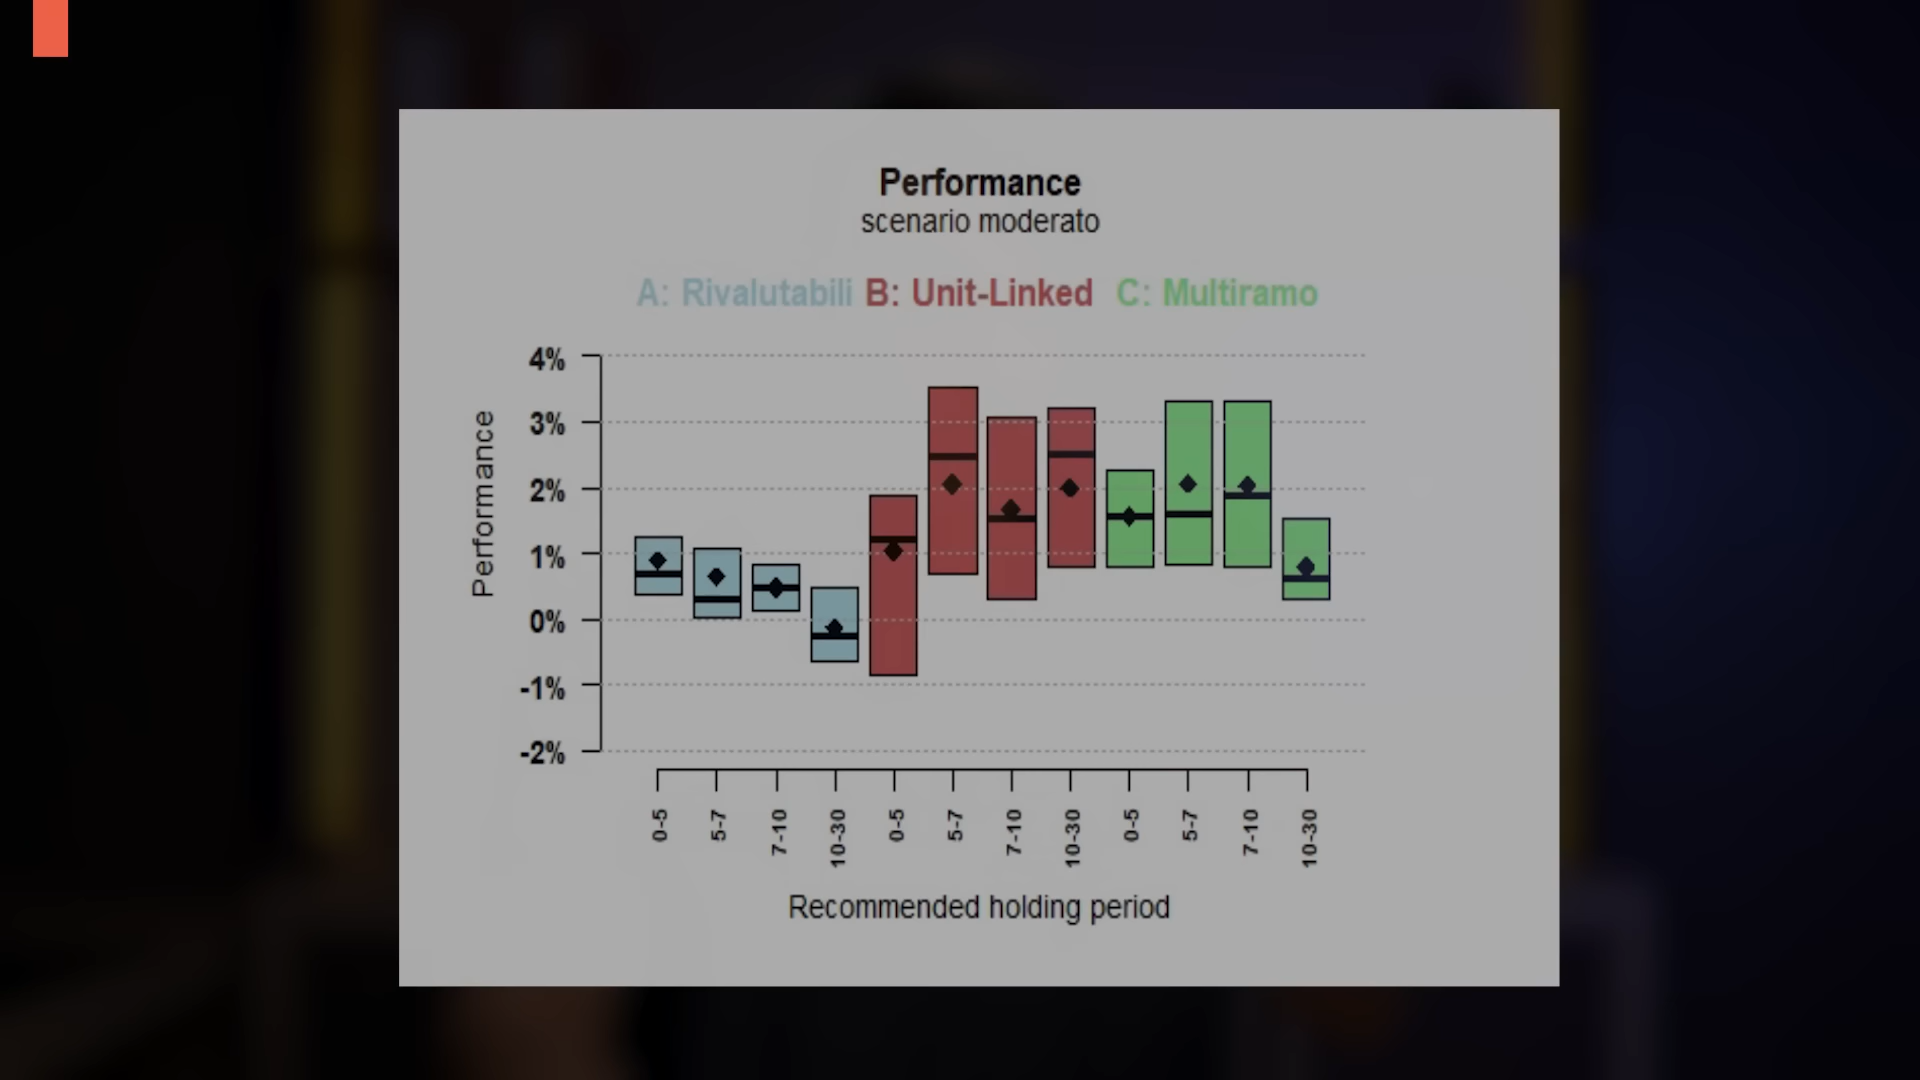 Performance
scenario moderato
A: Rivalutabili B: Unit-Linked C: Multiramo
4%
3%
2%
1%
0%
-1%
-2%
Performance
0-5 5-7 7-10 10-30 0-5 5-7 7-10 10-30 0-5 5-7 7-10 10-30
Recommended holding period